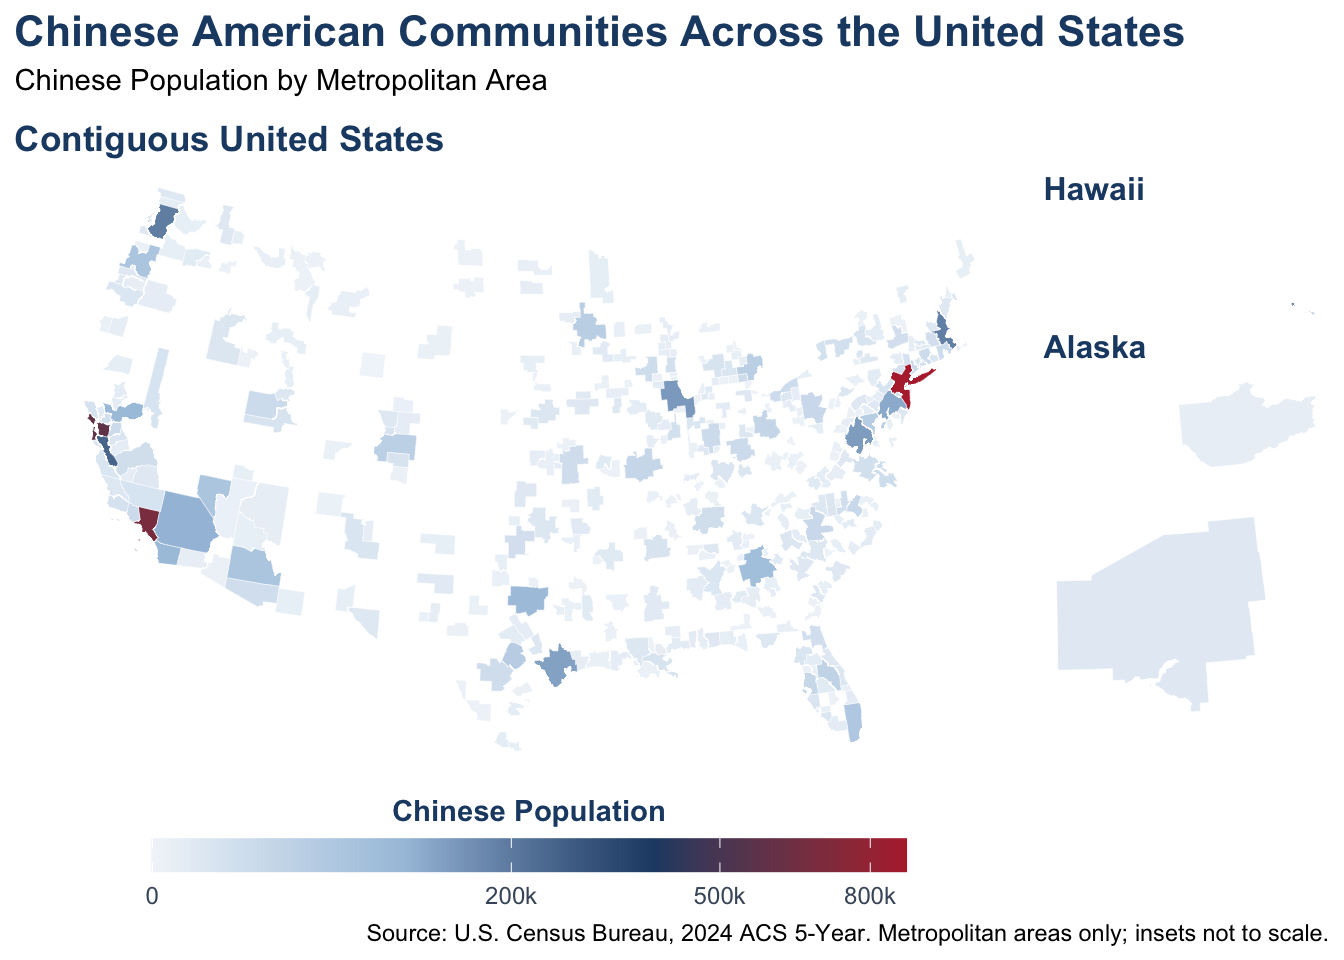 Chinese American Communities Across the United States
Chinese Population by Metropolitan Area
Contiguous United States
Hawaii
Alaska
Chinese Population
0 200k 500k 800k
Source: U.S. Census Bureau, 2024 ACS 5-Year. Metropolitan areas only; insets not to scale.